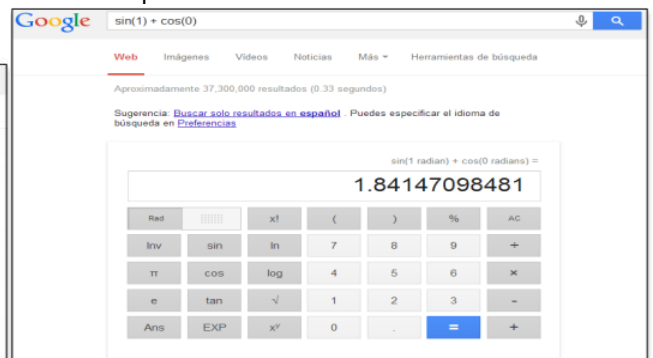 Google sin(1) + cos(0)
Web Imágenes Vídeos Noticias Más Herramientas de búsqueda
Aproximadamente 37,300,000 resultados (0.33 segundos)
Sugerencia: Buscar solo resultados en español . Puedes especificar el idioma de
búsqueda en Preferencias
sin(1 radian) + cos(0 radians) =
1.84147098481
Rad x! ( ) % AC
Inv sin ln 7 8 9 ÷
π cos log 4 5 6 ×
e tan √ 1 2 3 -
Ans EXP xʸ 0 . = +